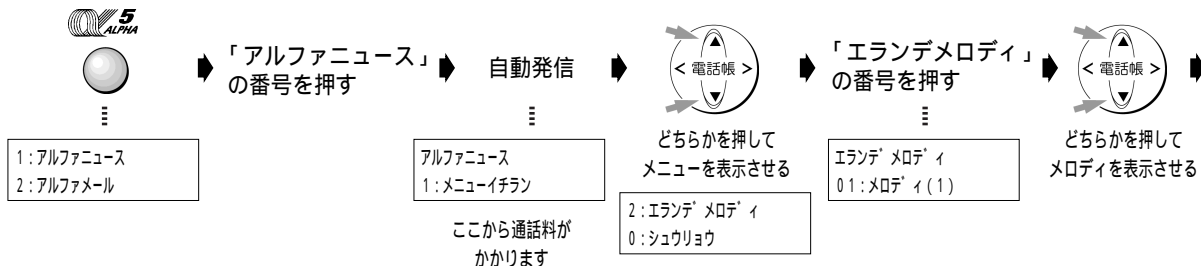 5
ALPHA
「アルファニュース」
の番号を押す
1:アルファニュース
2:アルファメール
自動発信
アルファニュース
1:メニューイチラン
ここから通話料が
かかります
▲
< 電話帳 >
▼
どちらかを押して
メニューを表示させる
2:エランデ゛メロデ゛ィ
0:シュウリョウ
「エランデメロディ」
の番号を押す
エランデ゛メロデ゛ィ
01:メロデ゛ィ(1)
▲
< 電話帳 >
▼
どちらかを押して
メロディを表示させる